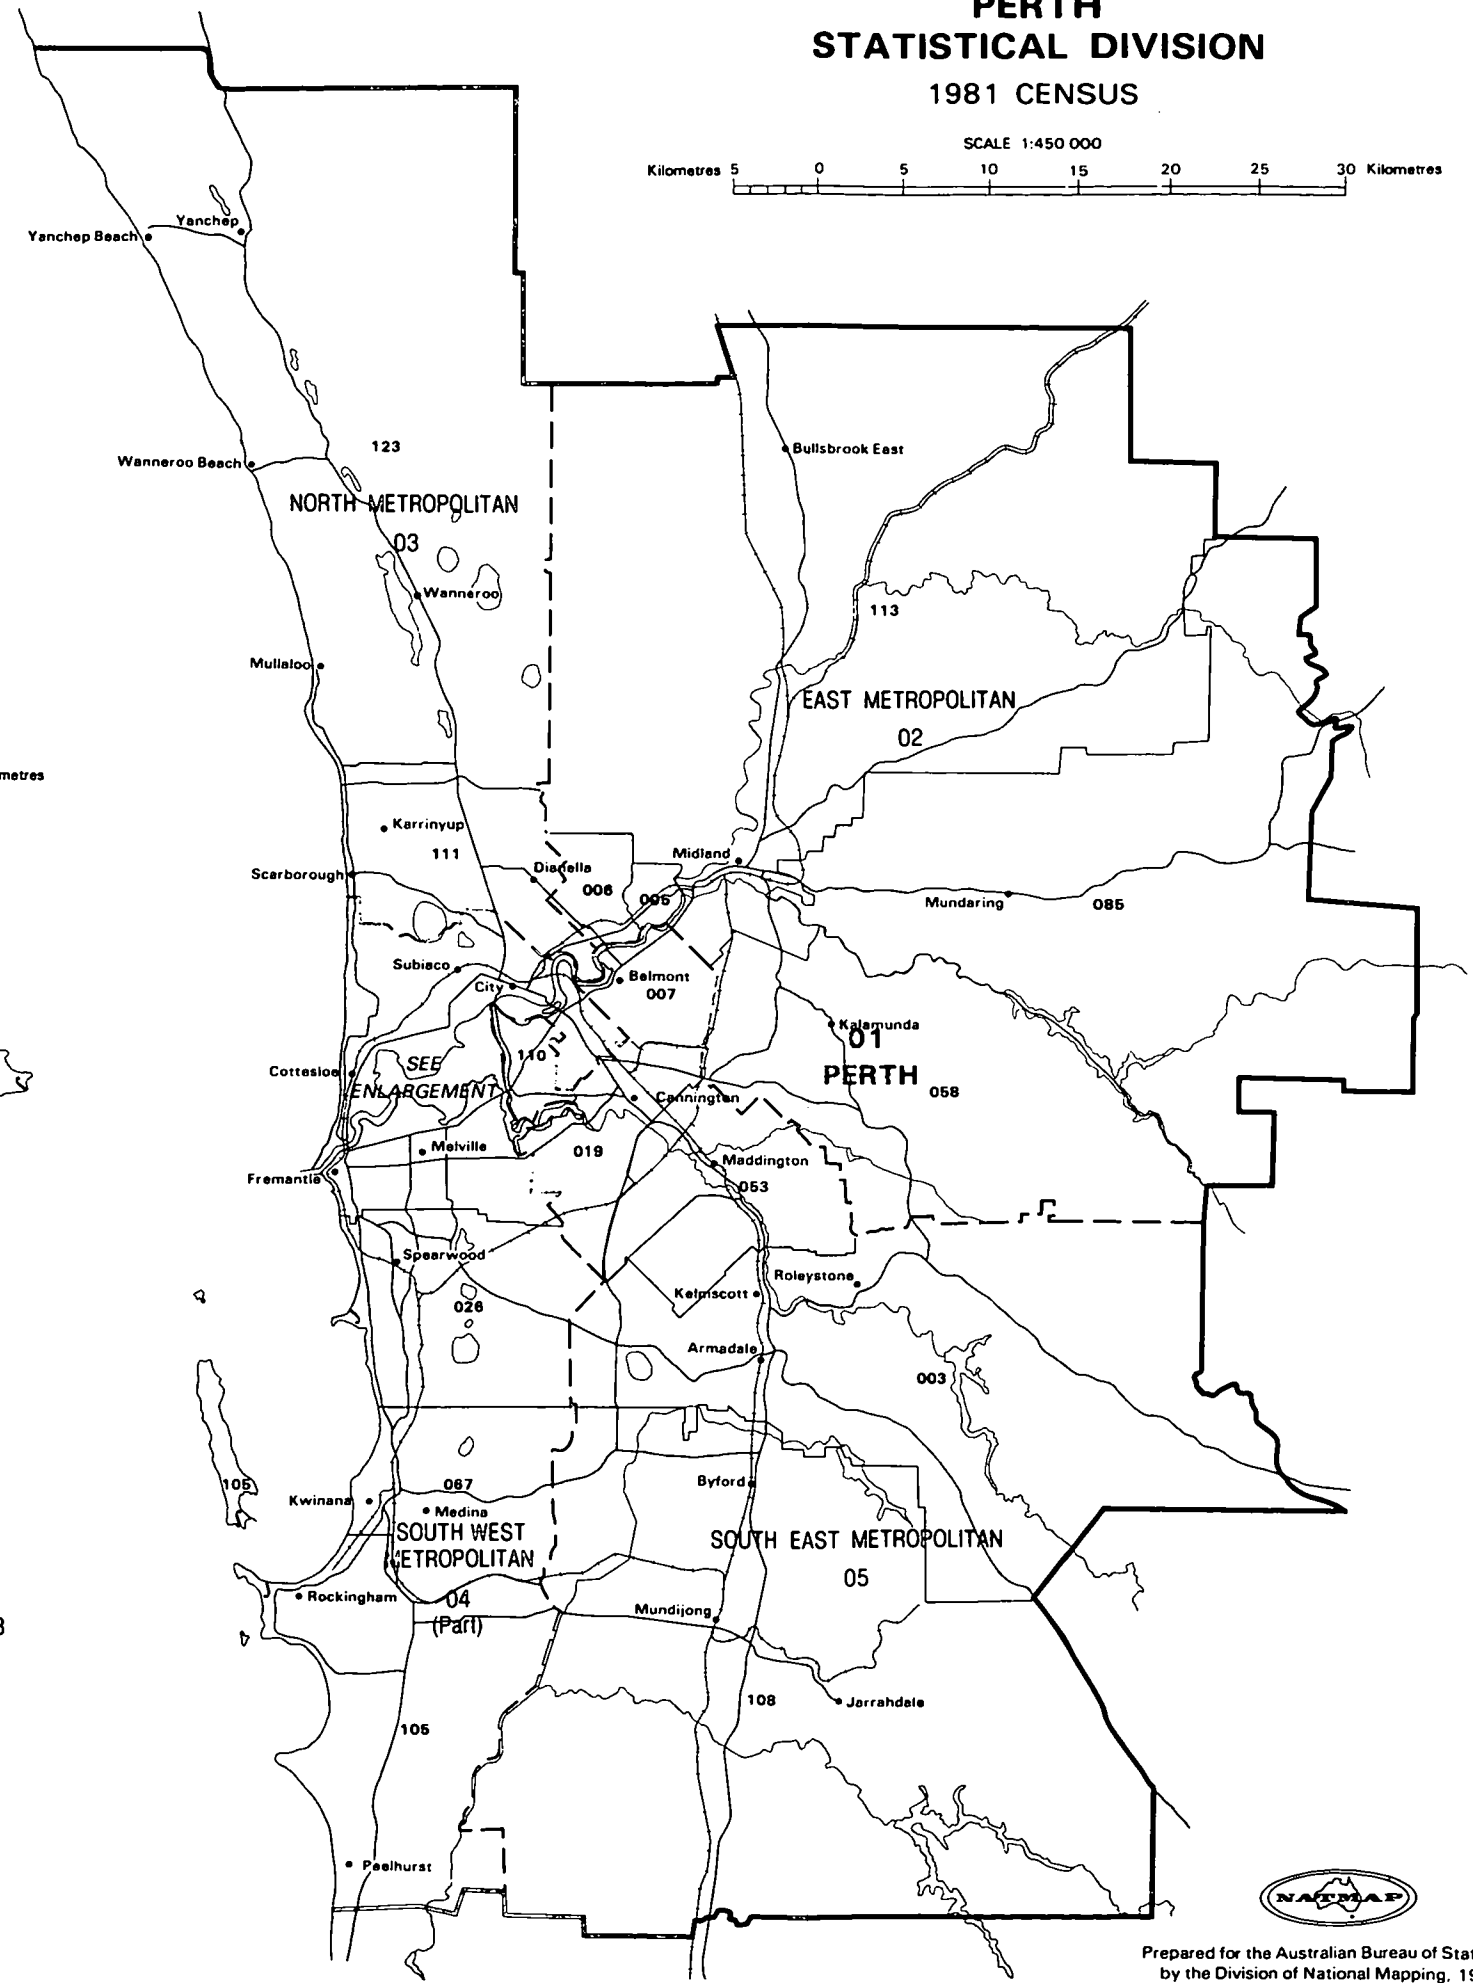 PERTH
STATISTICAL DIVISION
1981 CENSUS
SCALE 1:450 000
Kilometres 5 0 5 10 15 20 25 30 Kilometres
Yanchep
Yanchep Beach
Bullsbrook East
123
Wanneroo Beach
NORTH METROPOLITAN
03
Wanneroo
113
Mullaloo
EAST METROPOLITAN
02
metres
Karrinyup
111
Midland
Dianella
Scarborough
006
005
Mundaring
085
Subiaco
Belmont
City
007
Kalamunda
01
PERTH
110
SEE
ENLARGEMENT
Cottesloe
058
Cannington
Melville
019
Maddington
Fremantle
053
Spearwood
Roleystone
Kelmscott
026
Armadale
003
105
067
Byford
Kwinana
Medina
SOUTH WEST
METROPOLITAN
04
(Part)
SOUTH EAST METROPOLITAN
05
Rockingham
Mundijong
108
Jarrahdale
105
Peelhurst
NATMAP
Prepared for the Australian Bureau of Stat
by the Division of National Mapping, 19